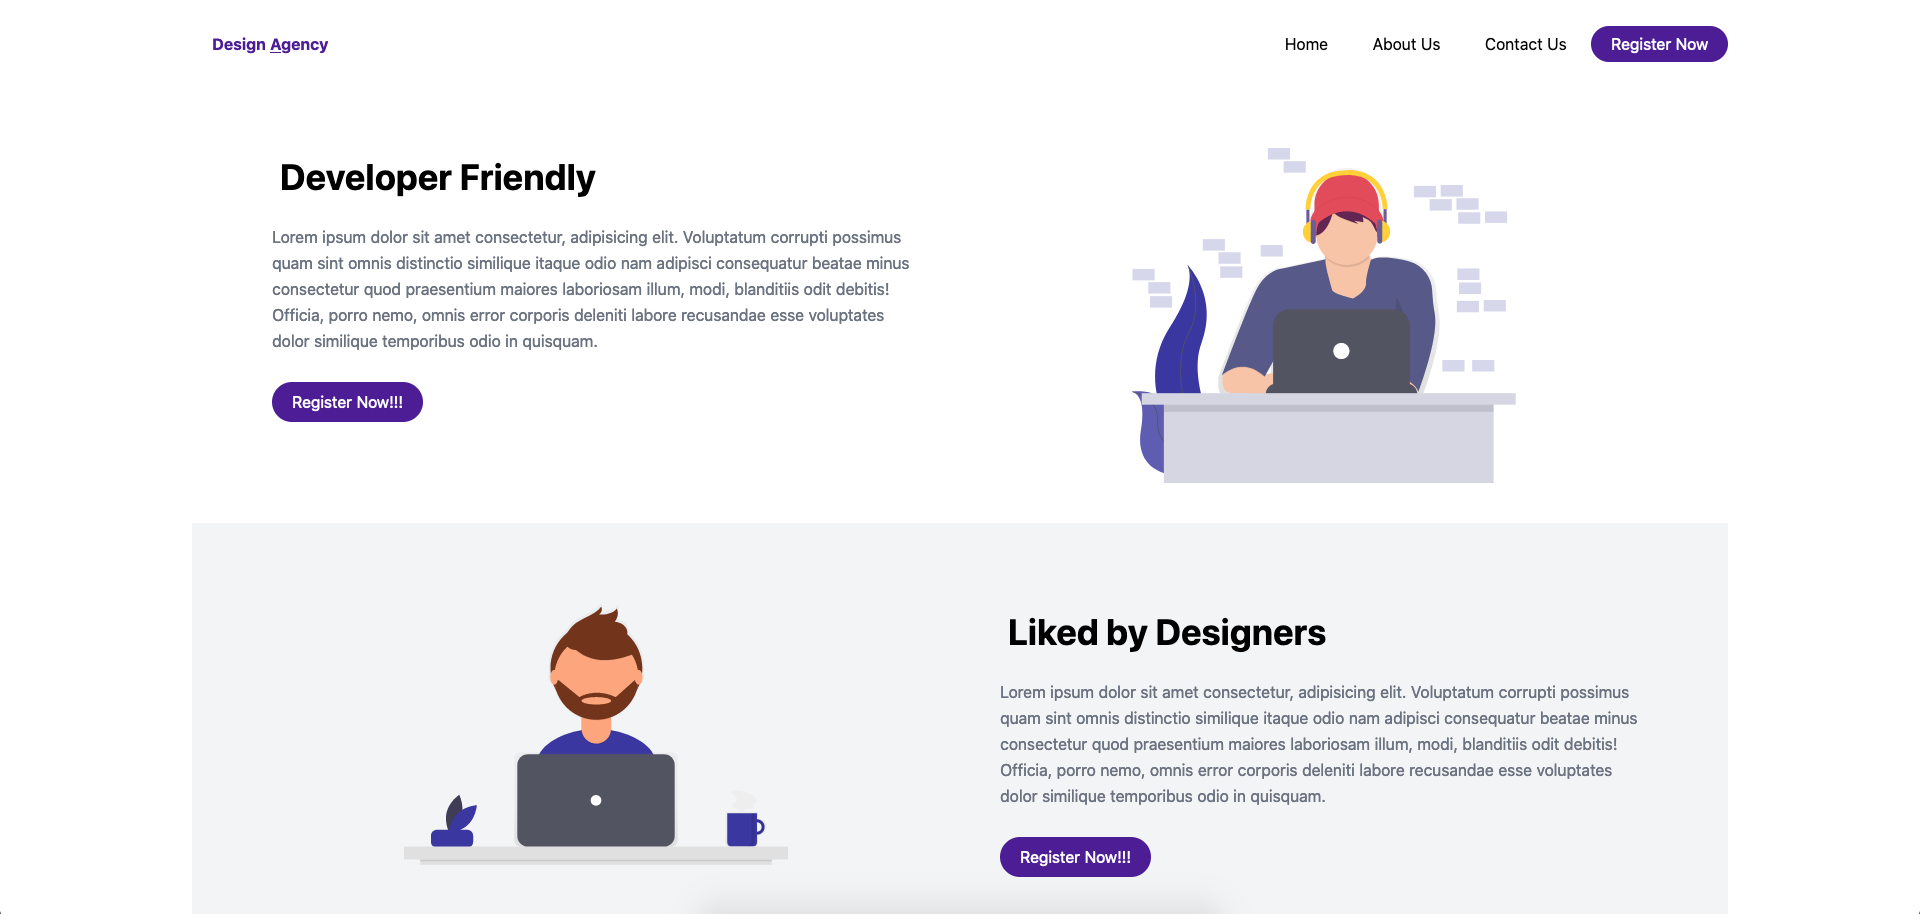 Design Agency
Home
About Us
Contact Us
Register Now
Developer Friendly
Lorem ipsum dolor sit amet consectetur, adipisicing elit. Voluptatum corrupti possimus
quam sint omnis distinctio similique itaque odio nam adipisci consequatur beatae minus
consectetur quod praesentium maiores laboriosam illum, modi, blanditiis odit debitis!
Officia, porro nemo, omnis error corporis deleniti labore recusandae esse voluptates
dolor similique temporibus odio in quisquam.
Register Now!!!
Liked by Designers
Lorem ipsum dolor sit amet consectetur, adipisicing elit. Voluptatum corrupti possimus
quam sint omnis distinctio similique itaque odio nam adipisci consequatur beatae minus
consectetur quod praesentium maiores laboriosam illum, modi, blanditiis odit debitis!
Officia, porro nemo, omnis error corporis deleniti labore recusandae esse voluptates
dolor similique temporibus odio in quisquam.
Register Now!!!